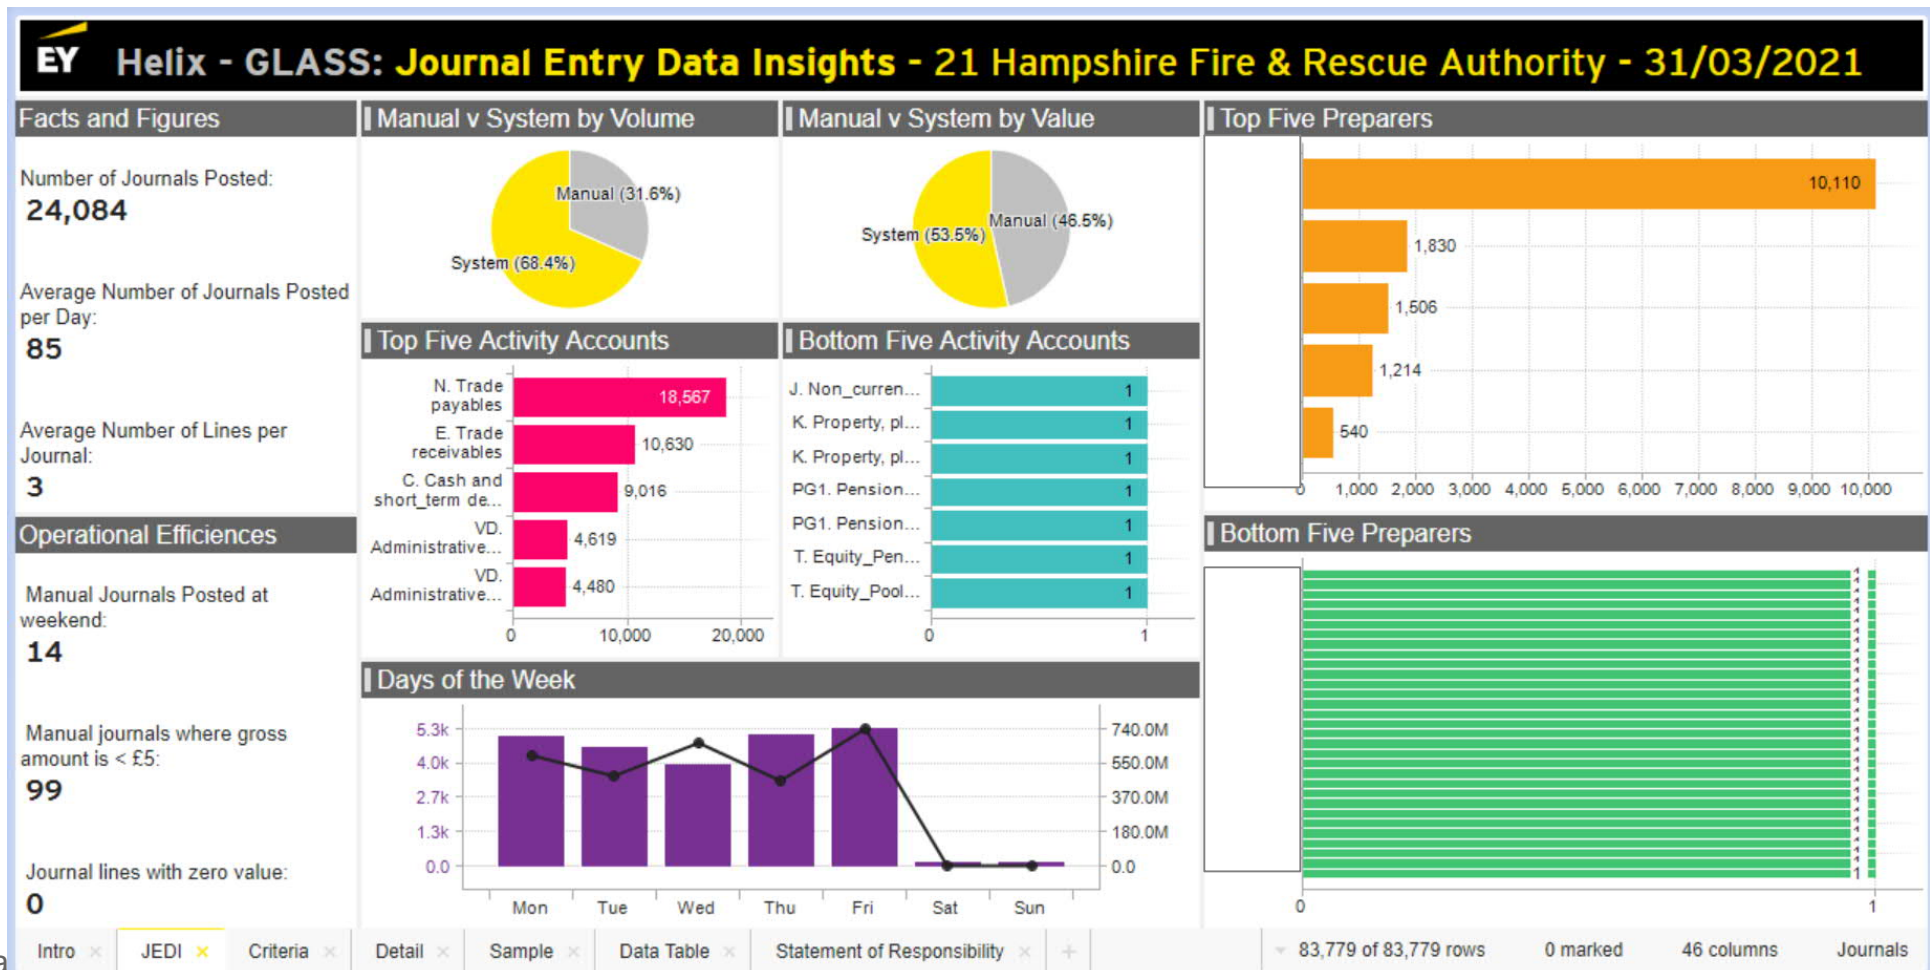 EY
Helix - GLASS: Journal Entry Data Insights - 21 Hampshire Fire & Rescue Authority - 31/03/2021
Facts and Figures
Number of Journals Posted:
24,084
Average Number of Journals Posted
per Day:
85
Average Number of Lines per
Journal:
3
Operational Efficiences
Manual Journals Posted at
weekend:
14
Manual journals where gross
amount is < £5:
99
Journal lines with zero value:
0
Manual v System by Volume
Manual (31.6%)
System (68.4%)
Manual v System by Value
System (53.5%)
Manual (46.5%)
Top Five Activity Accounts
N. Trade
payables
18,567
E. Trade
receivables
10,630
C. Cash and
short_term de...
9,016
VD.
Administrative...
4,619
VD.
Administrative...
4,480
0 10,000 20,000
Bottom Five Activity Accounts
J. Non_curren... 1
K. Property, pl... 1
K. Property, pl... 1
PG1. Pension... 1
PG1. Pension... 1
T. Equity_Pen... 1
T. Equity_Pool... 1
0 1
Days of the Week
5.3k 740.0M
4.0k 550.0M
2.7k 370.0M
1.3k 180.0M
0.0 0.0
Mon Tue Wed Thu Fri Sat Sun
Top Five Preparers
10,110
1,830
1,506
1,214
540
0 1,000 2,000 3,000 4,000 5,000 6,000 7,000 8,000 9,000 10,000
Bottom Five Preparers
1
0 1
Intro × JEDI × Criteria × Detail × Sample × Data Table × Statement of Responsibility × +
83,779 of 83,779 rows 0 marked 46 columns Journals